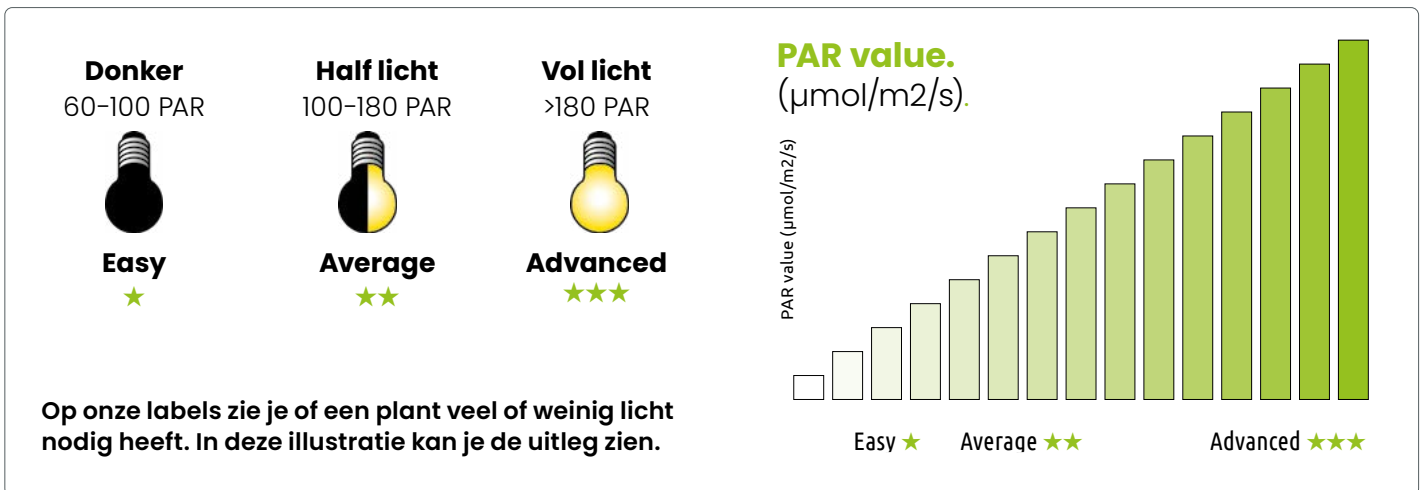 Donker
60-100 PAR
Easy
★
Half licht
100-180 PAR
Average
★★
Vol licht
>180 PAR
Advanced
★★★
Op onze labels zie je of een plant veel of weinig licht
nodig heeft. In deze illustratie kan je de uitleg zien.
PAR value.
(µmol/m2/s).
PAR value (µmol/m2/s)
Easy ★
Average ★★
Advanced ★★★